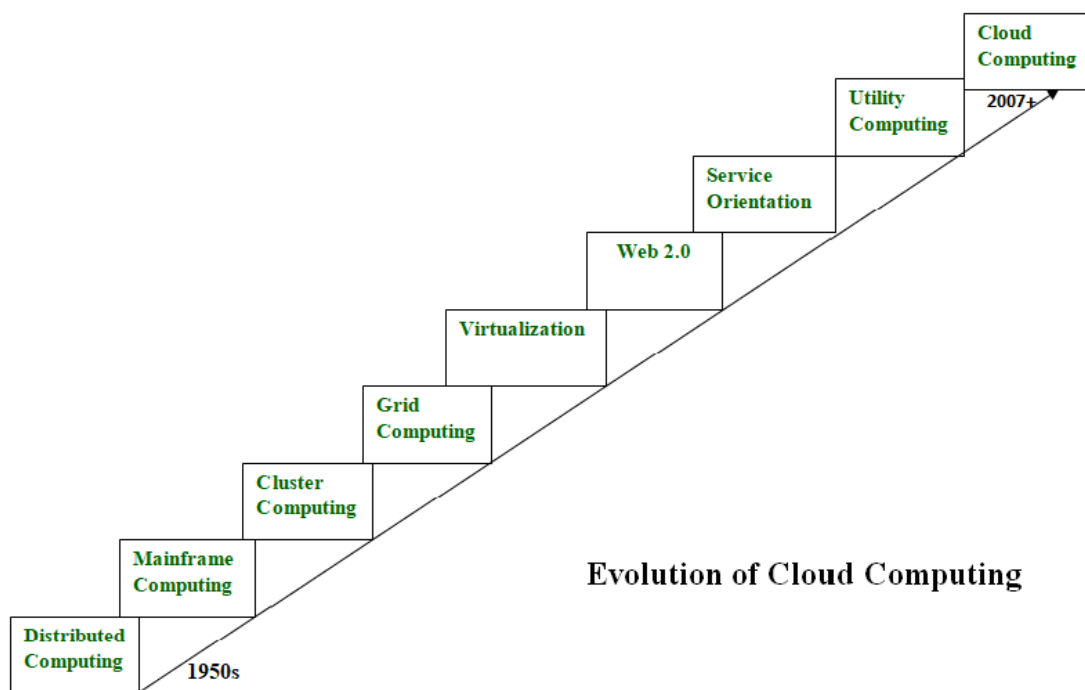 Cloud
Computing
2007+
Utility
Computing
Service
Orientation
Web 2.0
Virtualization
Grid
Computing
Cluster
Computing
Mainframe
Computing
Distributed
Computing
1950s
Evolution of Cloud Computing